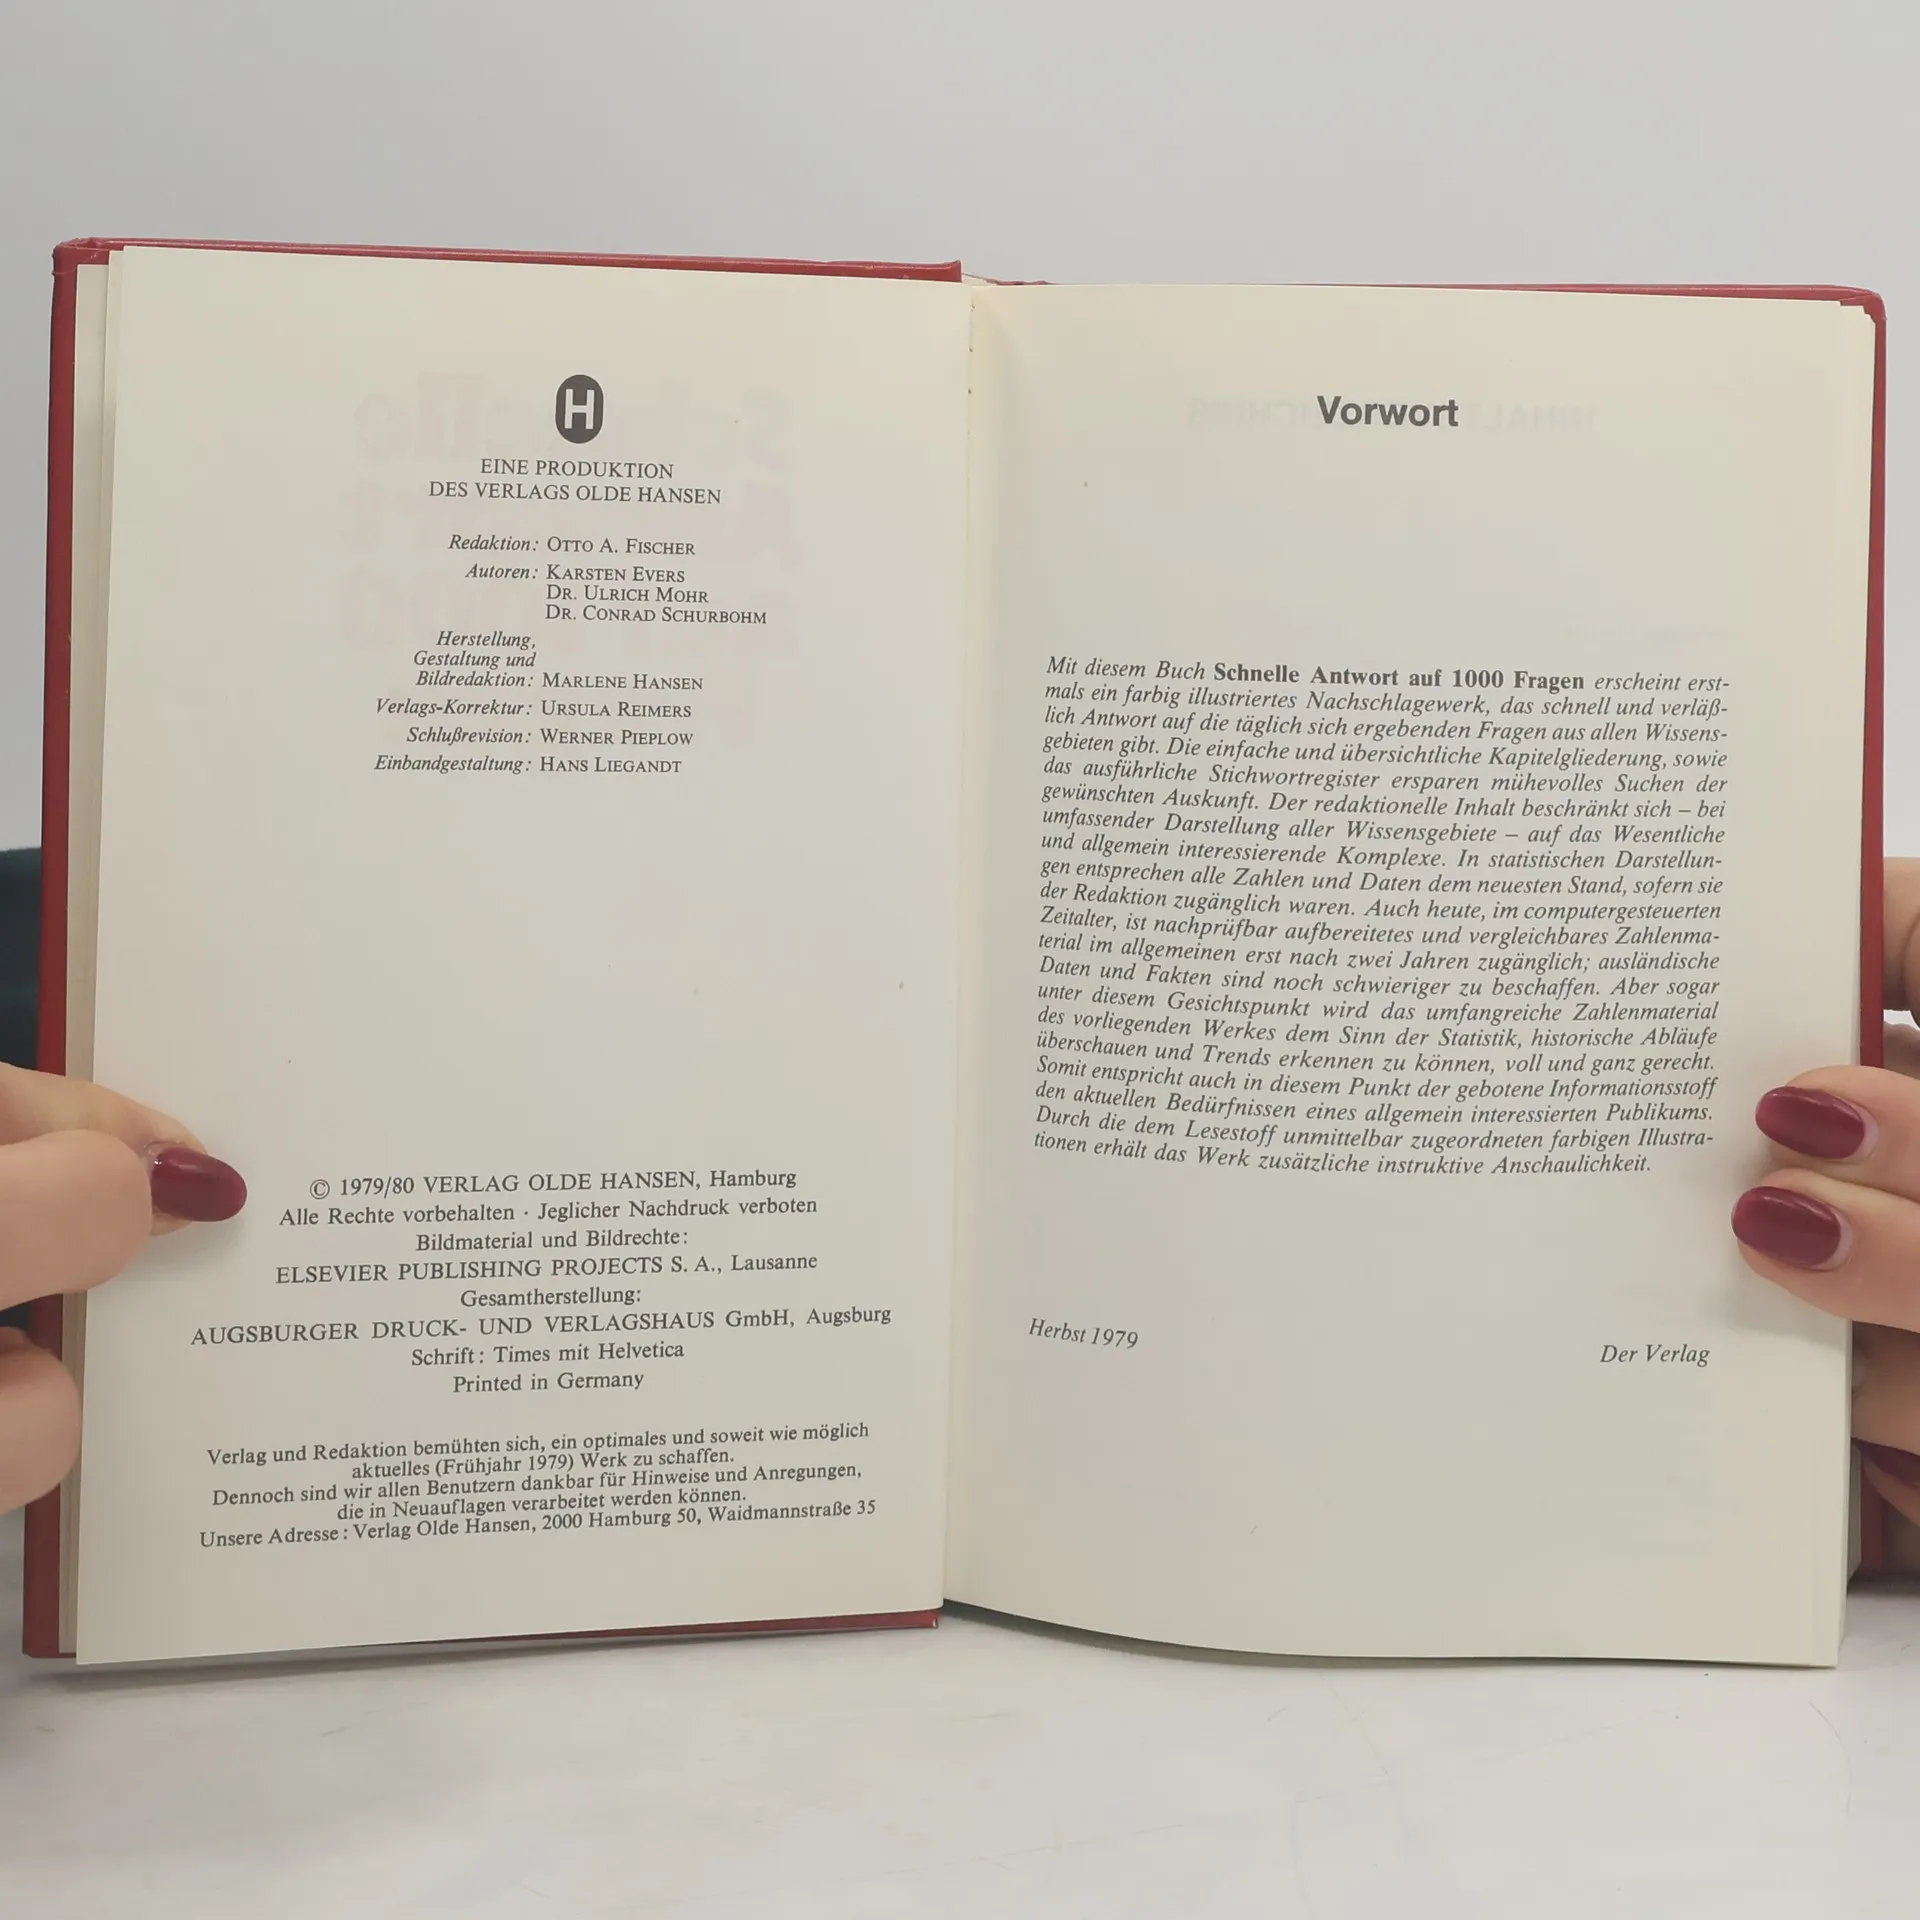 H
EINE PRODUKTION
DES VERLAGS OLDE HANSEN
Redaktion: OTTO A. FISCHER
Autoren: KARSTEN EVERS
DR. ULRICH MOHR
DR. CONRAD SCHURBOHM
Herstellung,
Gestaltung und
Bildredaktion: MARLENE HANSEN
Verlags-Korrektur: URSULA REIMERS
Schlußrevision: WERNER PIEPLOW
Einbandgestaltung: HANS LIEGANDT
© 1979/80 VERLAG OLDE HANSEN, Hamburg
Alle Rechte vorbehalten · Jeglicher Nachdruck verboten
Bildmaterial und Bildrechte:
ELSEVIER PUBLISHING PROJECTS S. A., Lausanne
Gesamtherstellung:
AUGSBURGER DRUCK- UND VERLAGSHAUS GmbH, Augsburg
Schrift: Times mit Helvetica
Printed in Germany
Verlag und Redaktion bemühten sich, ein optimales und soweit wie möglich
aktuelles (Frühjahr 1979) Werk zu schaffen.
Dennoch sind wir allen Benutzern dankbar für Hinweise und Anregungen,
die in Neuauflagen verarbeitet werden können.
Unsere Adresse: Verlag Olde Hansen, 2000 Hamburg 50, Waidmannstraße 35
Vorwort
Mit diesem Buch Schnelle Antwort auf 1000 Fragen erscheint erst-
mals ein farbig illustriertes Nachschlagewerk, das schnell und verläß-
lich Antwort auf die täglich sich ergebenden Fragen aus allen Wissens-
gebieten gibt. Die einfache und übersichtliche Kapitelgliederung, sowie
das ausführliche Stichwortregister ersparen mühevolles Suchen der
gewünschten Auskunft. Der redaktionelle Inhalt beschränkt sich – bei
umfassender Darstellung aller Wissensgebiete – auf das Wesentliche
und allgemein interessierende Komplexe. In statistischen Darstellun-
gen entsprechen alle Zahlen und Daten dem neuesten Stand, sofern sie
der Redaktion zugänglich waren. Auch heute, im computergesteuerten
Zeitalter, ist nachprüfbar aufbereitetes und vergleichbares Zahlenma-
terial im allgemeinen erst nach zwei Jahren zugänglich; ausländische
Daten und Fakten sind noch schwieriger zu beschaffen. Aber sogar
unter diesem Gesichtspunkt wird das umfangreiche Zahlenmaterial
des vorliegenden Werkes dem Sinn der Statistik, historische Abläufe
überschauen und Trends erkennen zu können, voll und ganz gerecht.
Somit entspricht auch in diesem Punkt der gebotene Informationsstoff
den aktuellen Bedürfnissen eines allgemein interessierten Publikums.
Durch die dem Lesestoff unmittelbar zugeordneten farbigen Illustra-
tionen erhält das Werk zusätzliche instruktive Anschaulichkeit.
Herbst 1979
Der Verlag